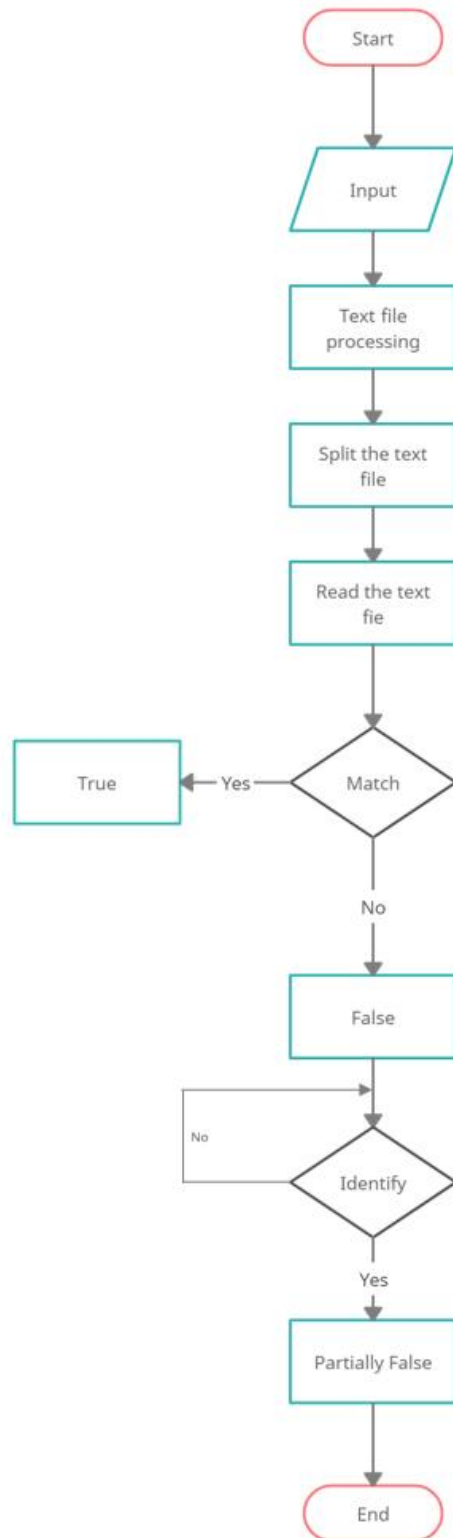 Start
Input
Text file
processing
Split the text
file
Read the text
fie
True
Yes
Match
No
False
No
Identify
Yes
Partially False
End